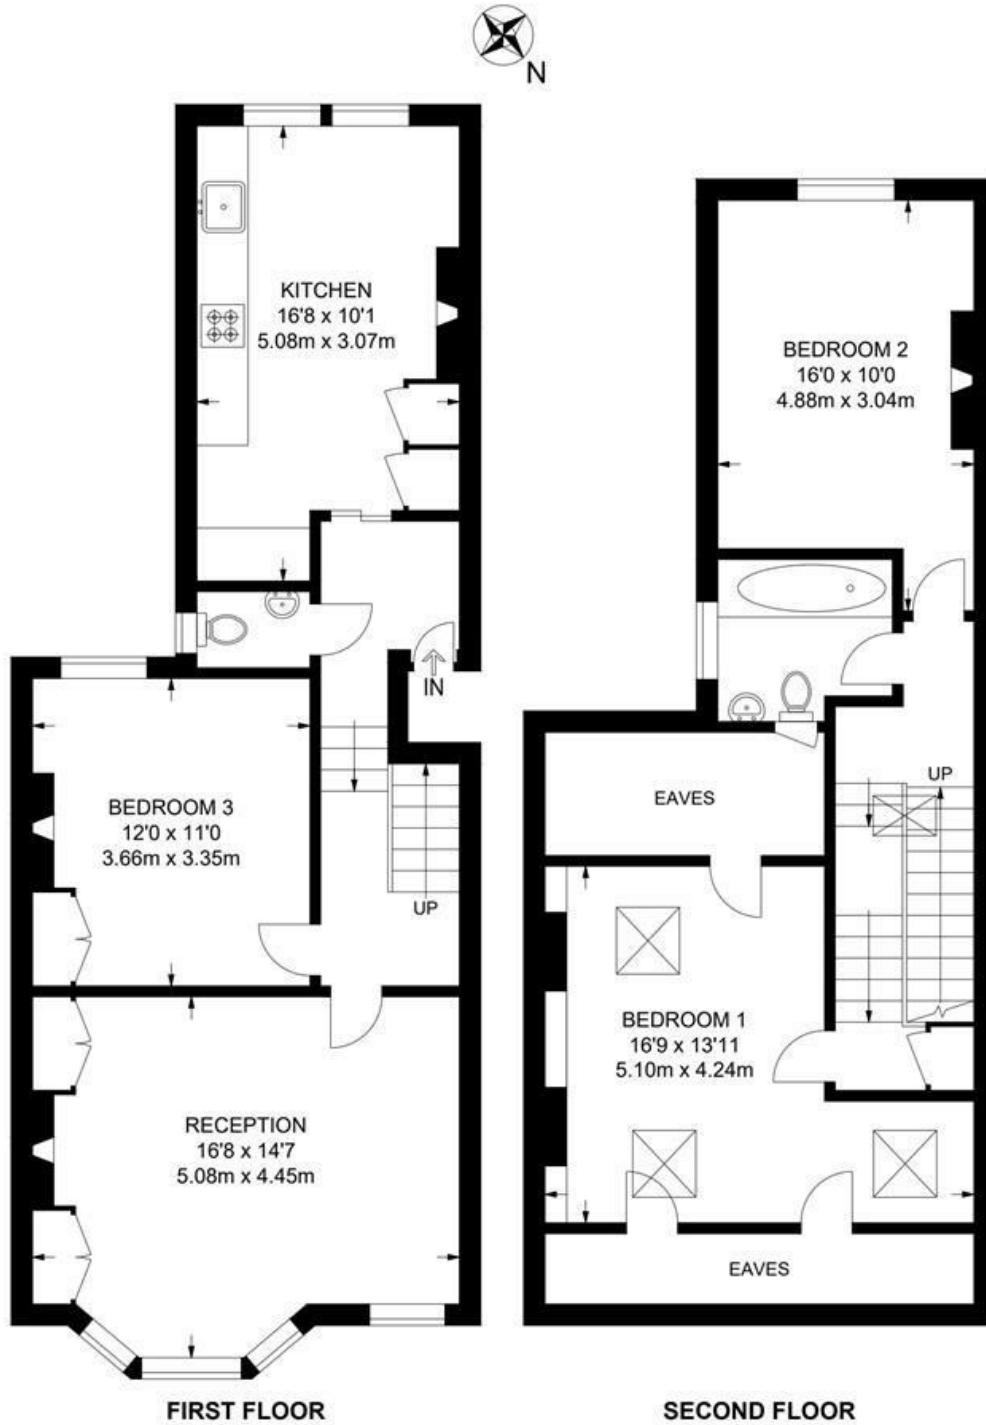 N
KITCHEN
16'8 x 10'1
5.08m x 3.07m
IN
BEDROOM 3
12'0 x 11'0
3.66m x 3.35m
UP
RECEPTION
16'8 x 14'7
5.08m x 4.45m
FIRST FLOOR
BEDROOM 2
16'0 x 10'0
4.88m x 3.04m
EAVES
UP
BEDROOM 1
16'9 x 13'11
5.10m x 4.24m
EAVES
SECOND FLOOR